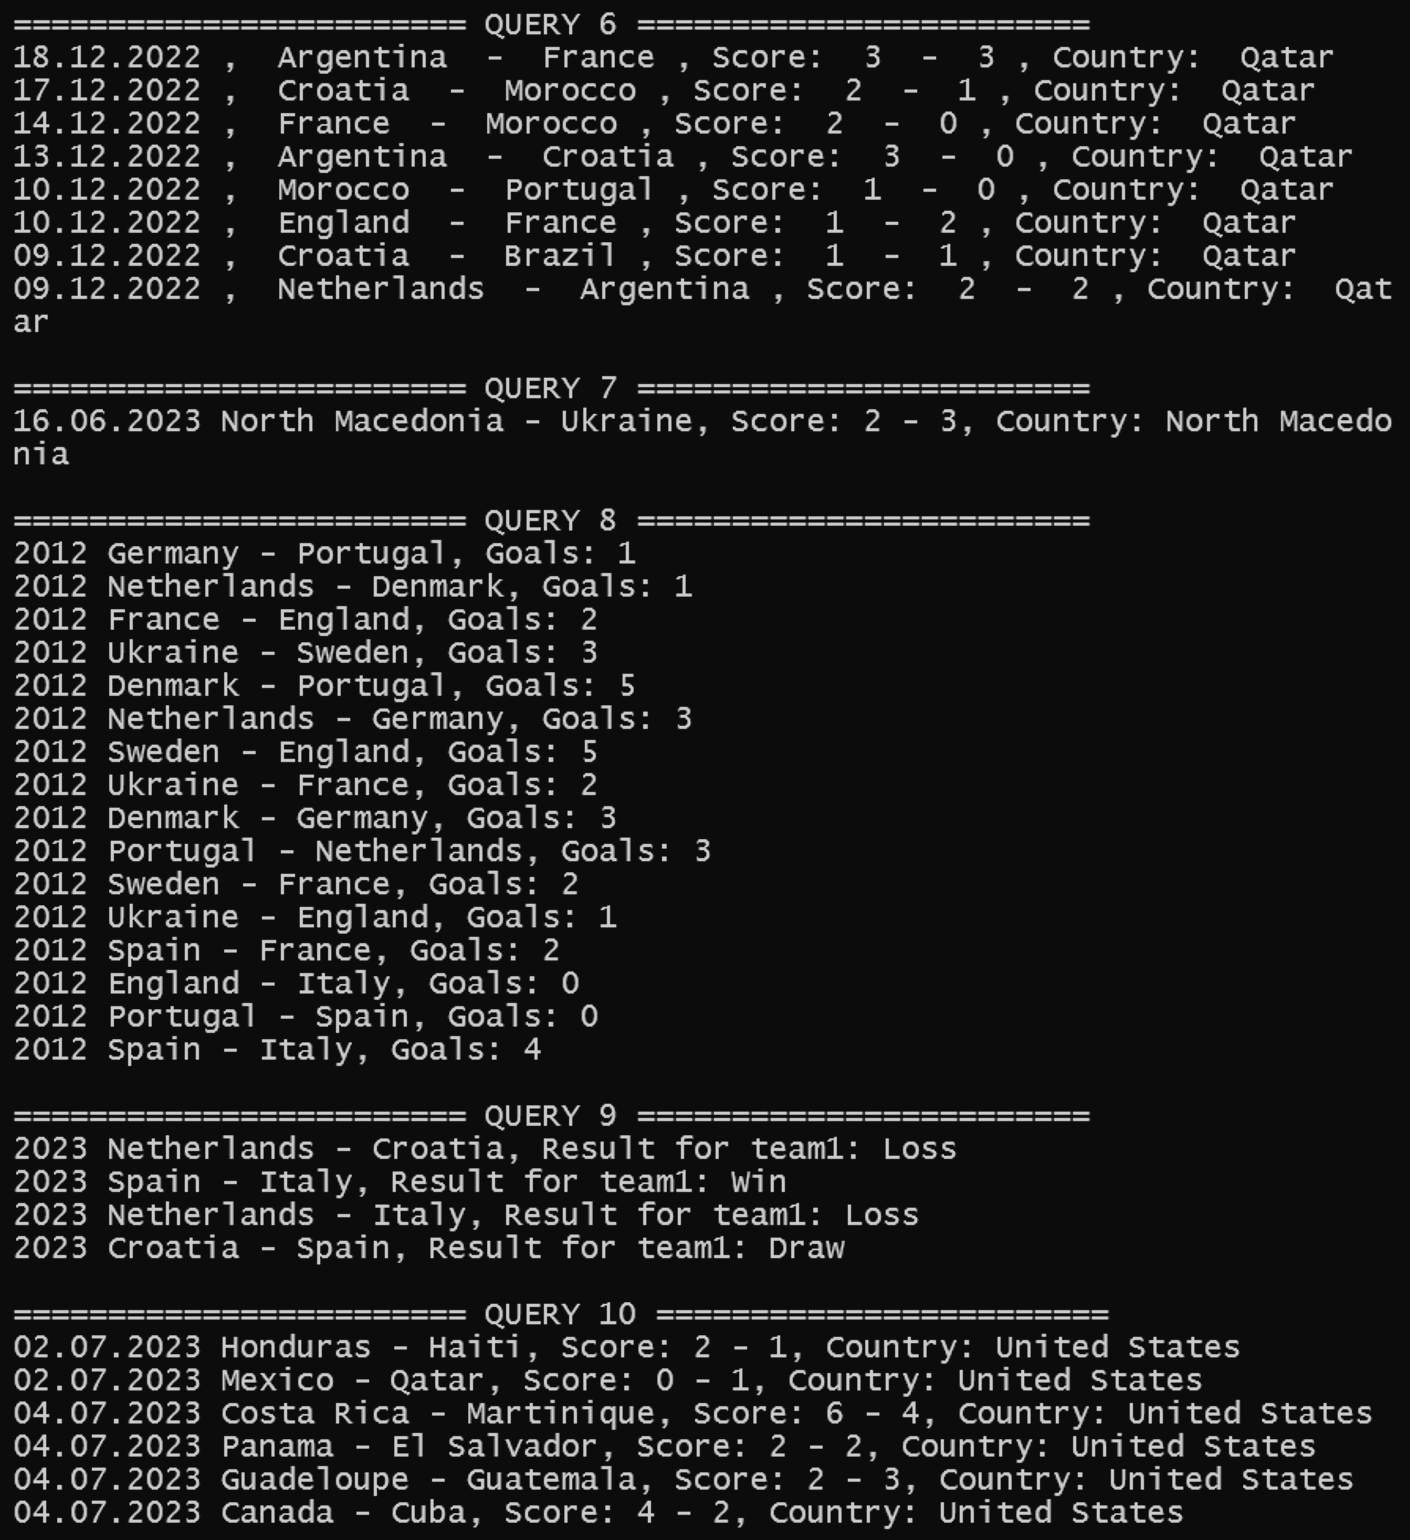 ======================== QUERY 6 ========================
18.12.2022 ,  Argentina  -  France , Score:  3  -  3 , Country:  Qatar
17.12.2022 ,  Croatia  -  Morocco , Score:  2  -  1 , Country:  Qatar
14.12.2022 ,  France  -  Morocco , Score:  2  -  0 , Country:  Qatar
13.12.2022 ,  Argentina  -  Croatia , Score:  3  -  0 , Country:  Qatar
10.12.2022 ,  Morocco  -  Portugal , Score:  1  -  0 , Country:  Qatar
10.12.2022 ,  England  -  France , Score:  1  -  2 , Country:  Qatar
09.12.2022 ,  Croatia  -  Brazil , Score:  1  -  1 , Country:  Qatar
09.12.2022 ,  Netherlands  -  Argentina , Score:  2  -  2 , Country:  Qat
ar
======================== QUERY 7 ========================
16.06.2023 North Macedonia - Ukraine, Score: 2 - 3, Country: North Macedo
nia
======================== QUERY 8 ========================
2012 Germany - Portugal, Goals: 1
2012 Netherlands - Denmark, Goals: 1
2012 France - England, Goals: 2
2012 Ukraine - Sweden, Goals: 3
2012 Denmark - Portugal, Goals: 5
2012 Netherlands - Germany, Goals: 3
2012 Sweden - England, Goals: 5
2012 Ukraine - France, Goals: 2
2012 Denmark - Germany, Goals: 3
2012 Portugal - Netherlands, Goals: 3
2012 Sweden - France, Goals: 2
2012 Ukraine - England, Goals: 1
2012 Spain - France, Goals: 2
2012 England - Italy, Goals: 0
2012 Portugal - Spain, Goals: 0
2012 Spain - Italy, Goals: 4
======================== QUERY 9 ========================
2023 Netherlands - Croatia, Result for team1: Loss
2023 Spain - Italy, Result for team1: Win
2023 Netherlands - Italy, Result for team1: Loss
2023 Croatia - Spain, Result for team1: Draw
======================== QUERY 10 ========================
02.07.2023 Honduras - Haiti, Score: 2 - 1, Country: United States
02.07.2023 Mexico - Qatar, Score: 0 - 1, Country: United States
04.07.2023 Costa Rica - Martinique, Score: 6 - 4, Country: United States
04.07.2023 Panama - El Salvador, Score: 2 - 2, Country: United States
04.07.2023 Guadeloupe - Guatemala, Score: 2 - 3, Country: United States
04.07.2023 Canada - Cuba, Score: 4 - 2, Country: United States